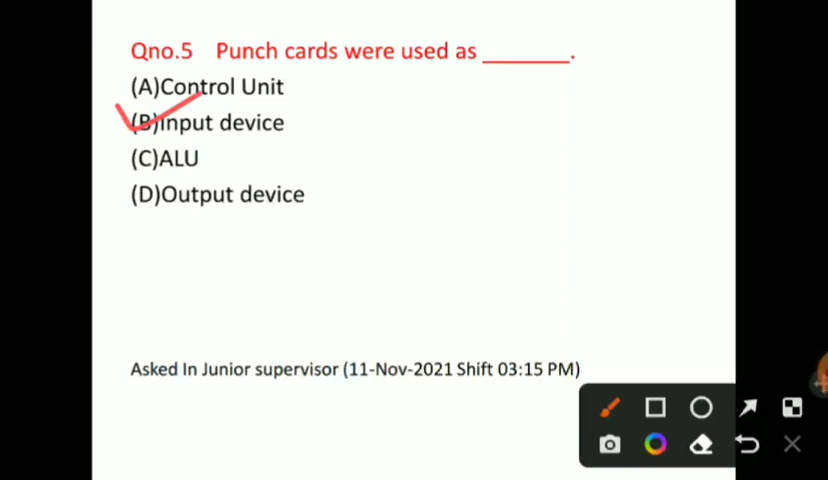 Qno.5 Punch cards were used as _______.
(A)Control Unit
(B)Input device
(C)ALU
(D)Output device
Asked In Junior supervisor (11-Nov-2021 Shift 03:15 PM)